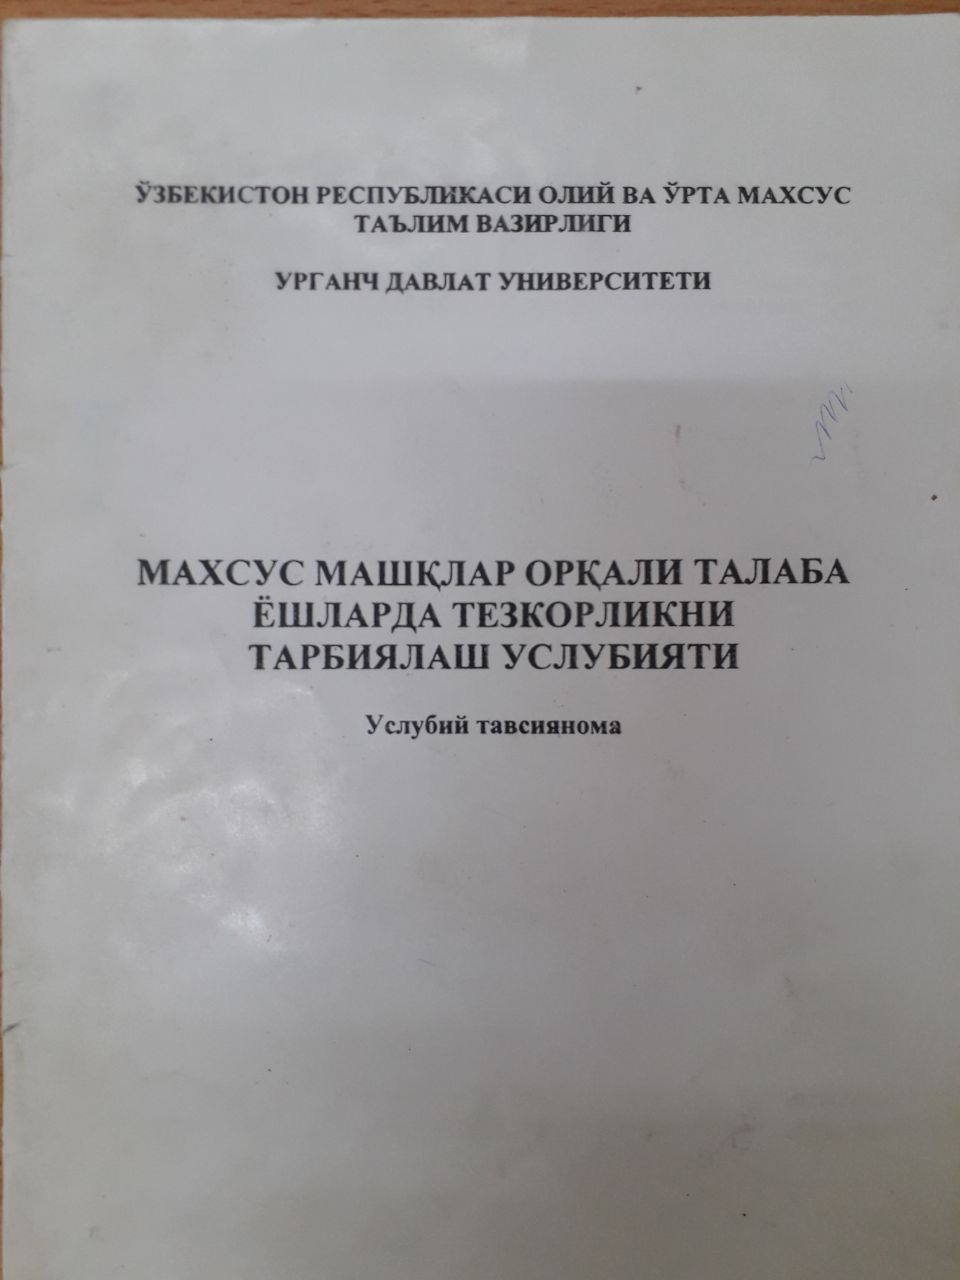 ЎЗБЕКИСТОН РЕСПУБЛИКАСИ ОЛИЙ ВА ЎРТА МАХСУС
ТАЪЛИМ ВАЗИРЛИГИ
УРГАНЧ ДАВЛАТ УНИВЕРСИТЕТИ
МАХСУС МАШҚЛАР ОРҚАЛИ ТАЛАБА
ЁШЛАРДА ТЕЗКОРЛИКНИ
ТАРБИЯЛАШ УСЛУБИЯТИ
Услубий тавсиянома